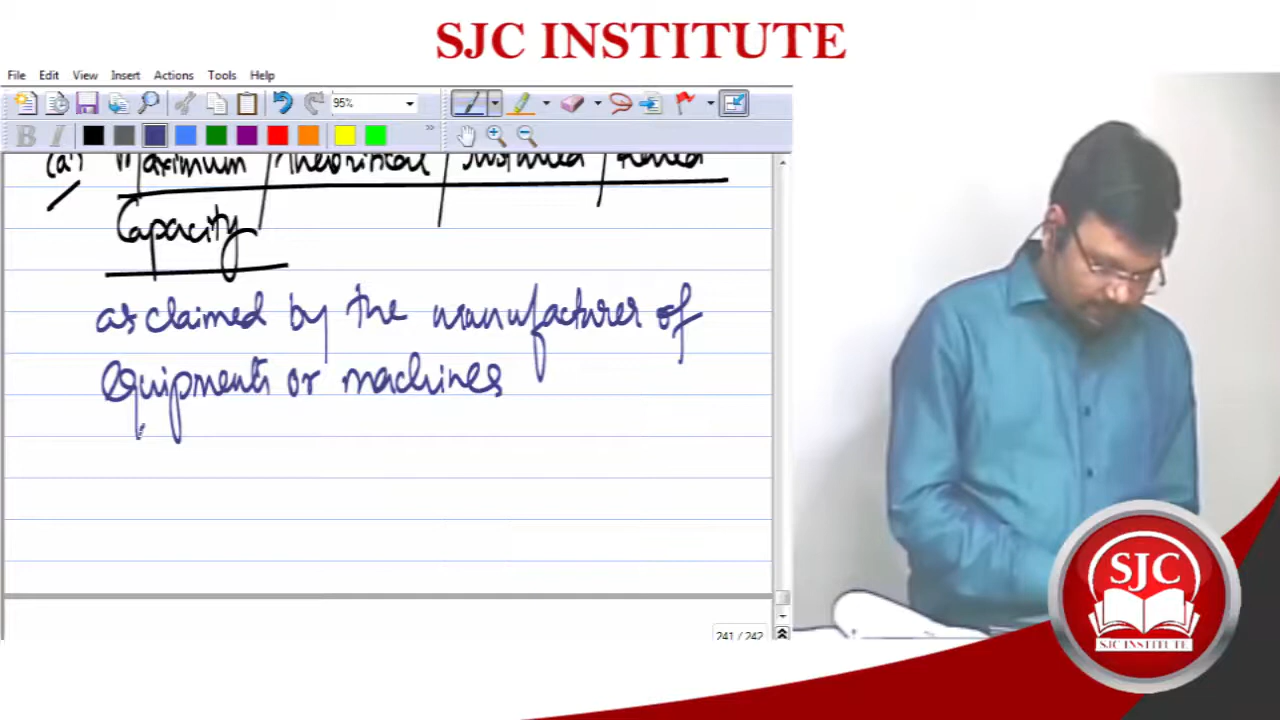 SJC INSTITUTE
File Edit View Insert Actions Tools Help
95%
B I
(a) Maximum / Theoritical / Installed / Rated
Capacity
as claimed by the manufacturer of
equipments or machines
241 / 242
SJC
SJC INSTITUTE